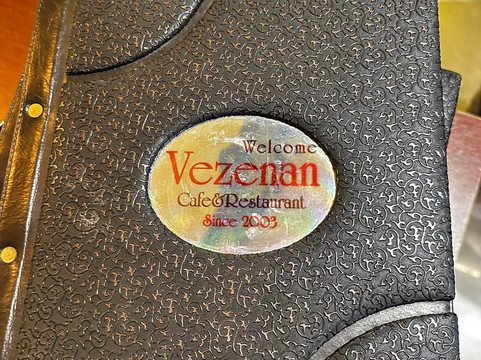 Welcome
Vezenan
Cafe&Restaurant
Since 2003